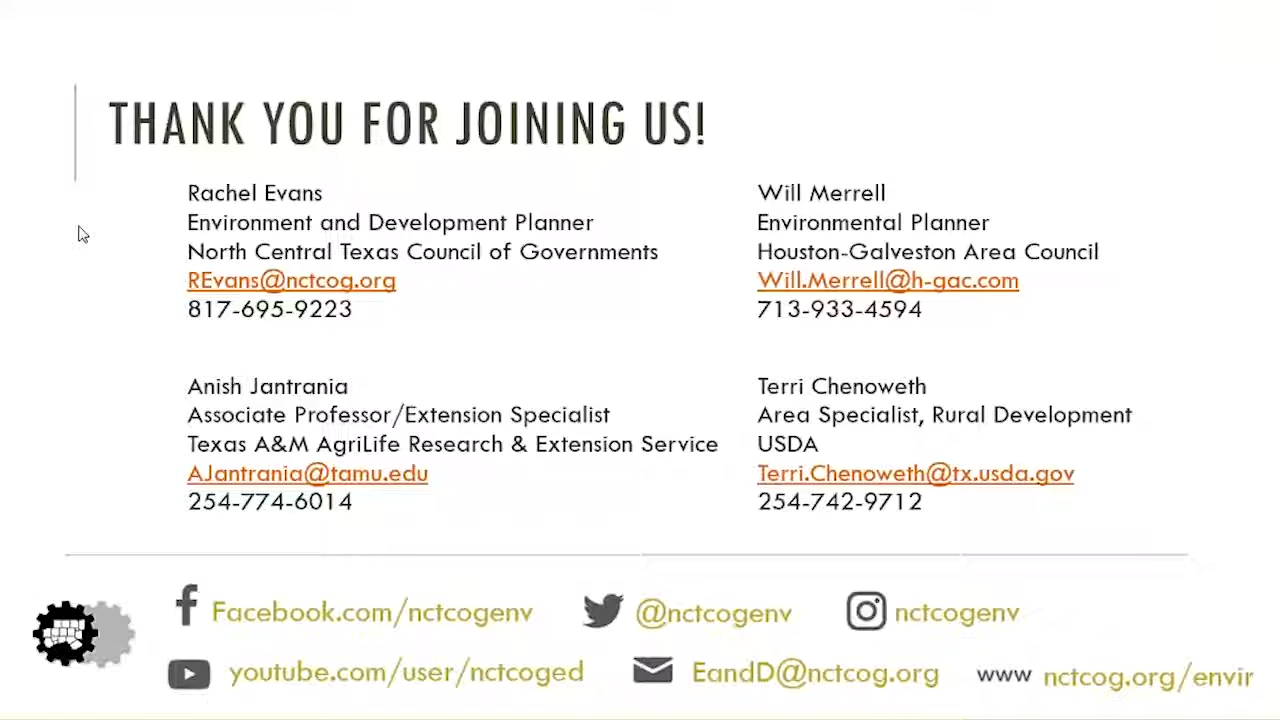 THANK YOU FOR JOINING US!
Rachel Evans
Environment and Development Planner
North Central Texas Council of Governments
REvans@nctcog.org
817-695-9223
Will Merrell
Environmental Planner
Houston-Galveston Area Council
Will.Merrell@h-gac.com
713-933-4594
Anish Jantrania
Associate Professor/Extension Specialist
Texas A&M AgriLife Research & Extension Service
AJantrania@tamu.edu
254-774-6014
Terri Chenoweth
Area Specialist, Rural Development
USDA
Terri.Chenoweth@tx.usda.gov
254-742-9712
Facebook.com/nctcogenv
@nctcogenv
nctcogenv
youtube.com/user/nctcoged
EandD@nctcog.org
www nctcog.org/envir